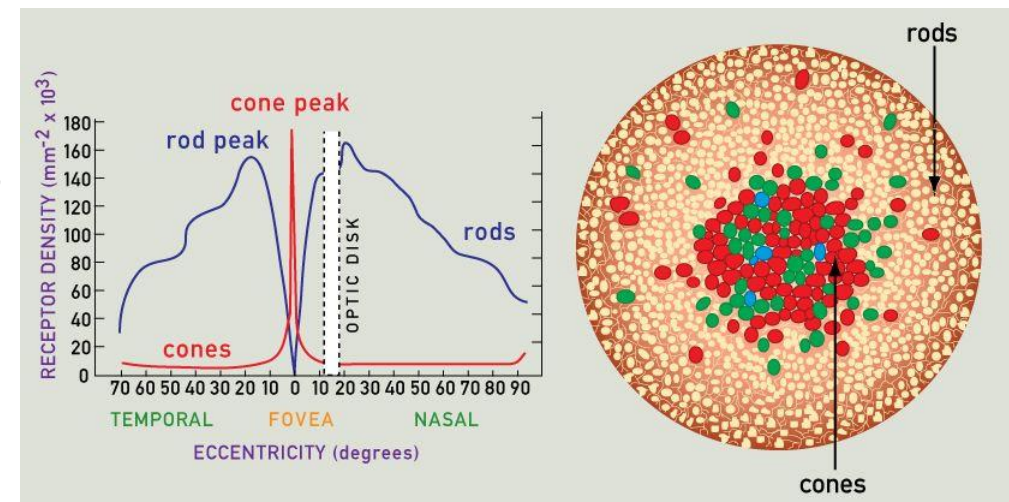 RECEPTOR DENSITY (mm⁻² x 10³)
180
160
140
120
100
80
60
40
20
0
cone peak
rod peak
rods
cones
OPTIC DISK
70 60 50 40 30 20 10 0 10 20 30 40 50 60 70 80 90
TEMPORAL FOVEA NASAL
ECCENTRICITY (degrees)
rods
cones